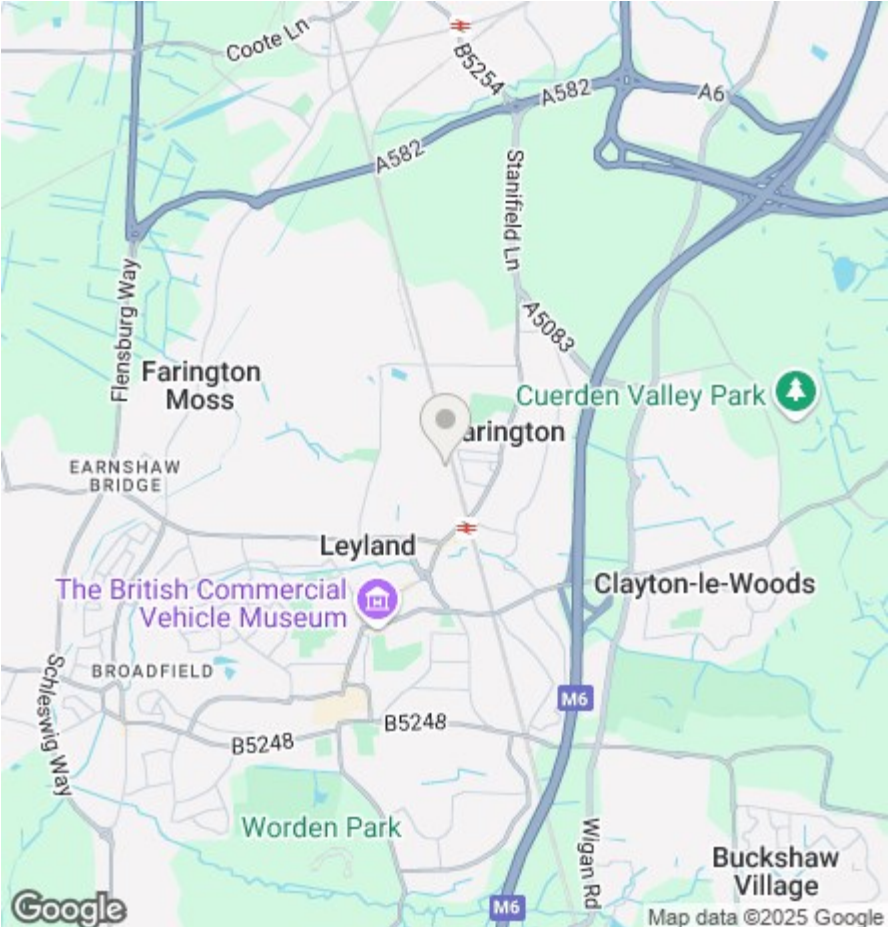 Coote Ln
B5254
A582
A6
A582
Stanifield Ln
Flensburg Way
A5083
Farington
Moss
Cuerden Valley Park
arington
EARNSHAW
BRIDGE
Leyland
The British Commercial
Vehicle Museum
Clayton-le-Woods
BROADFIELD
Schleswig Way
M6
B5248
B5248
Worden Park
Wigan Rd
Buckshaw
Village
M6
Google
Map data ©2025 Google